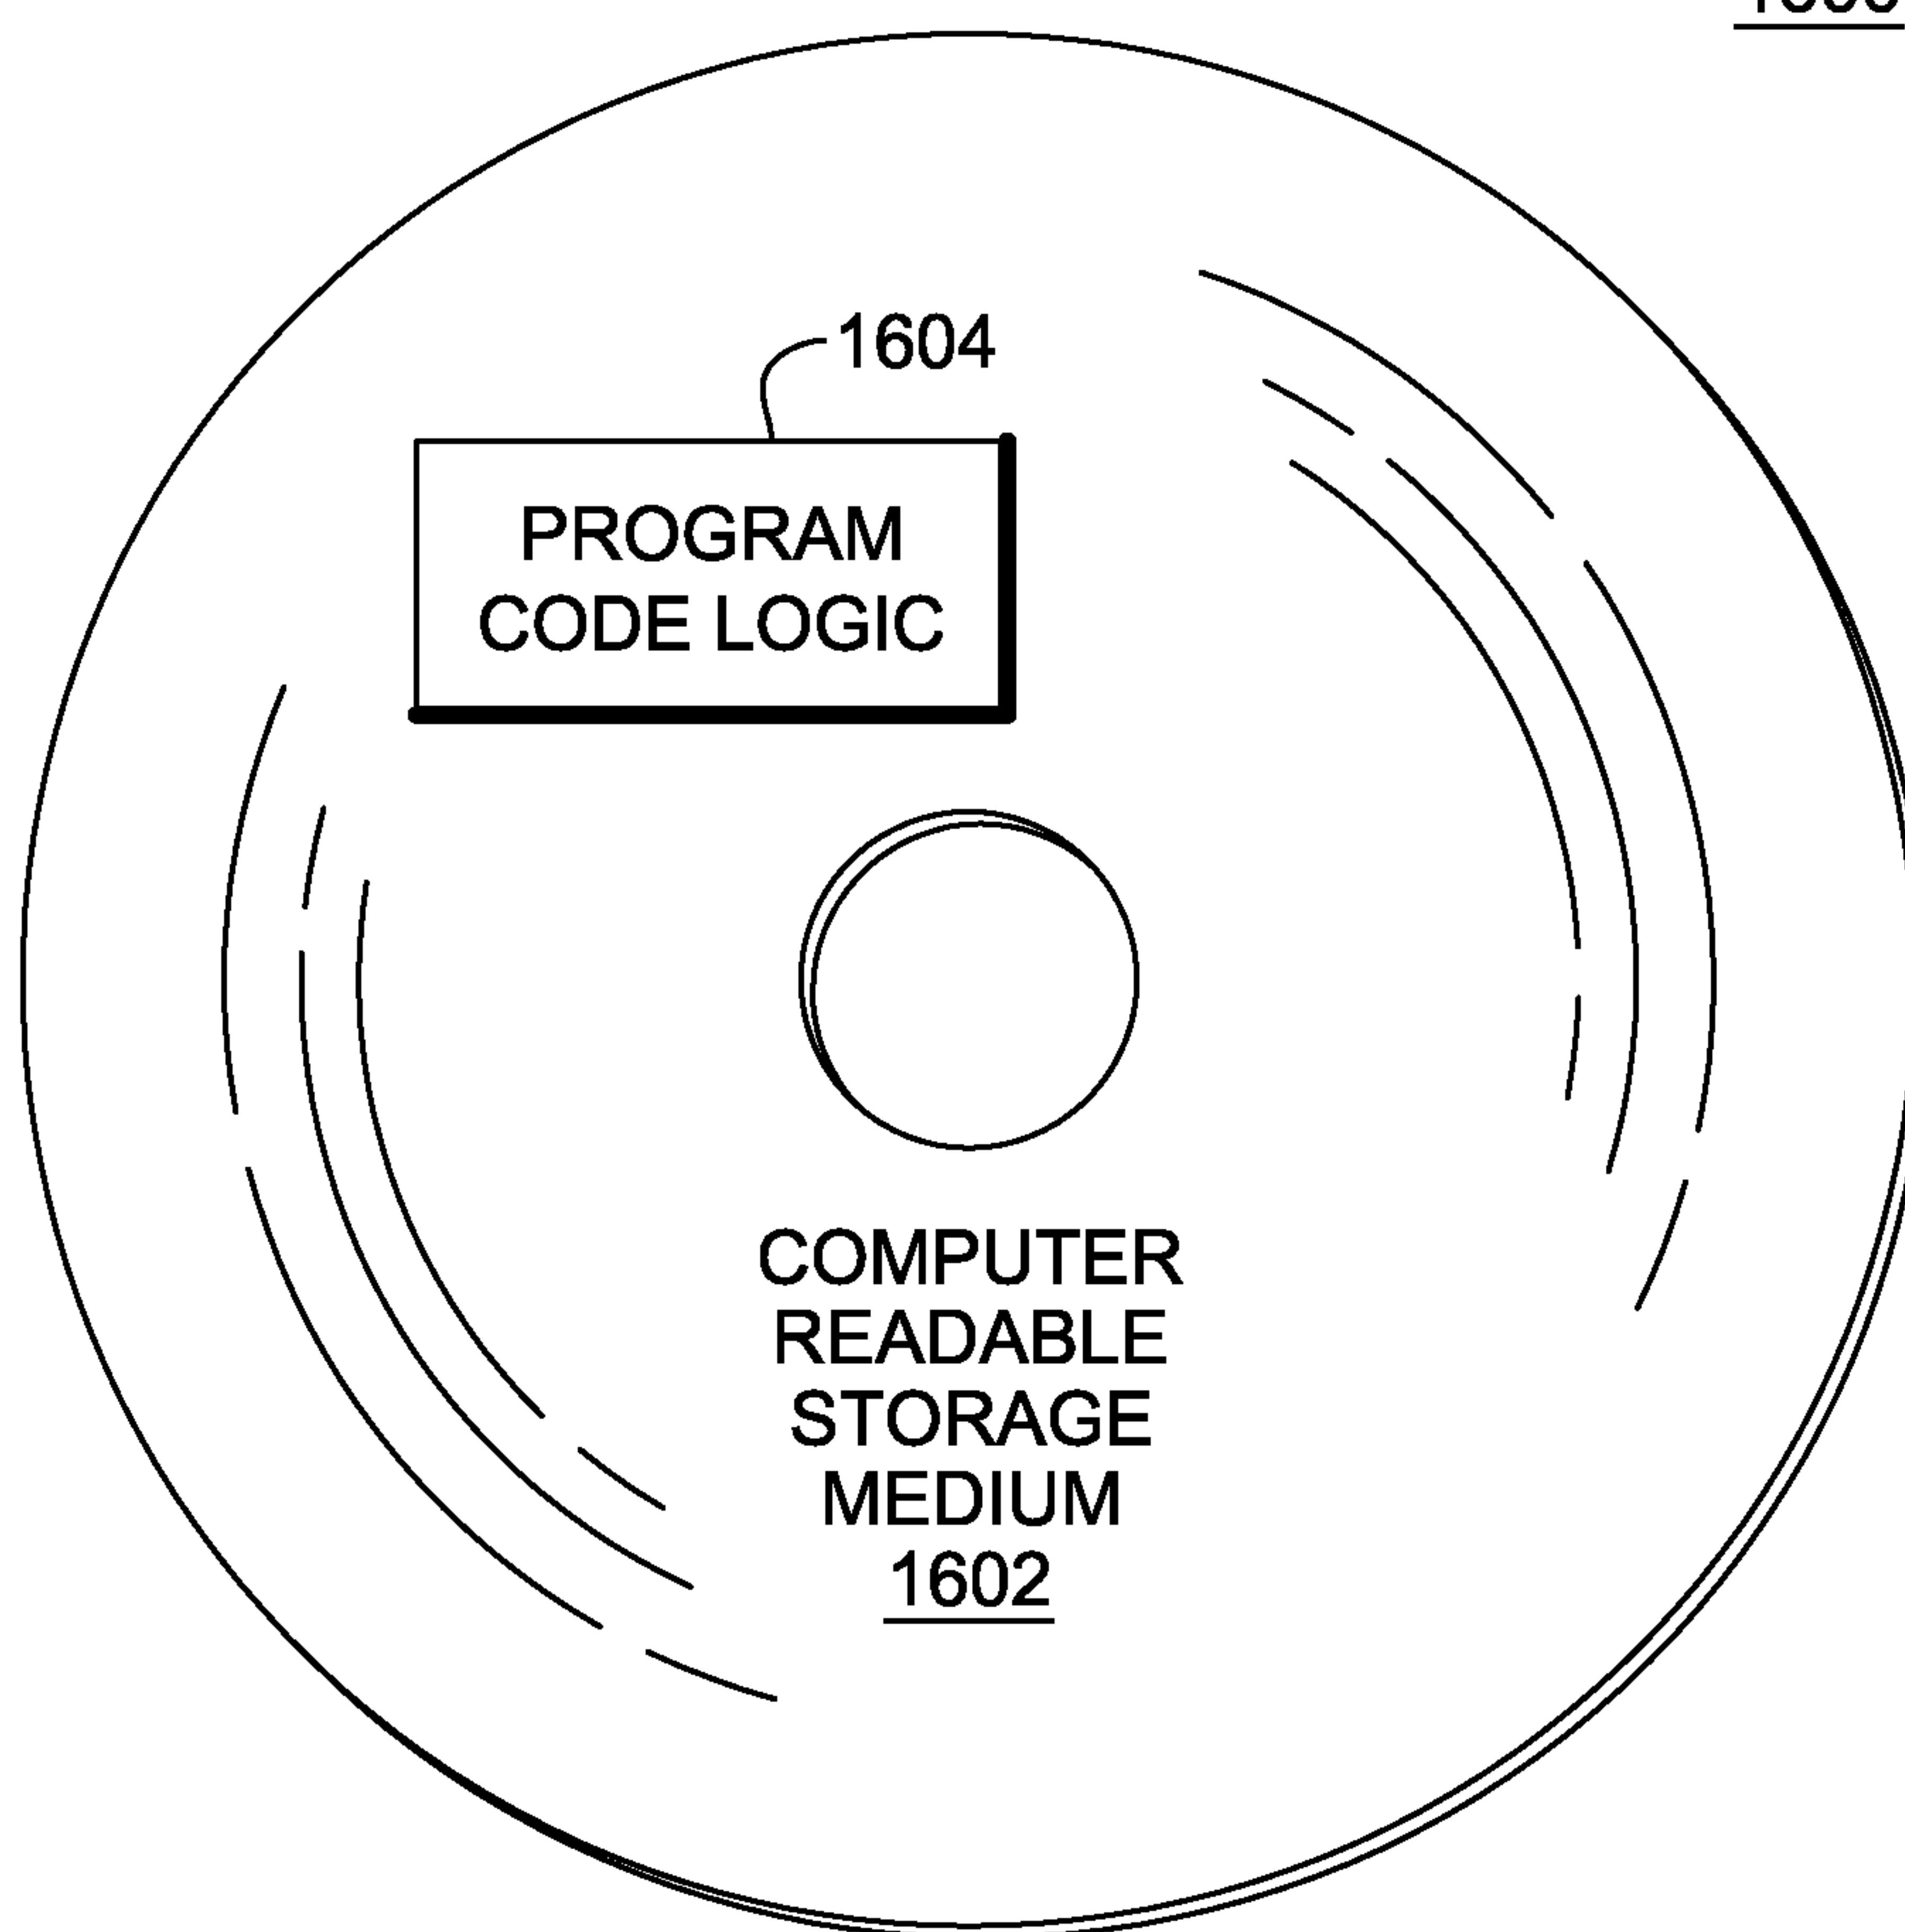 1604
PROGRAM
CODE LOGIC
COMPUTER
READABLE
STORAGE
MEDIUM
1602